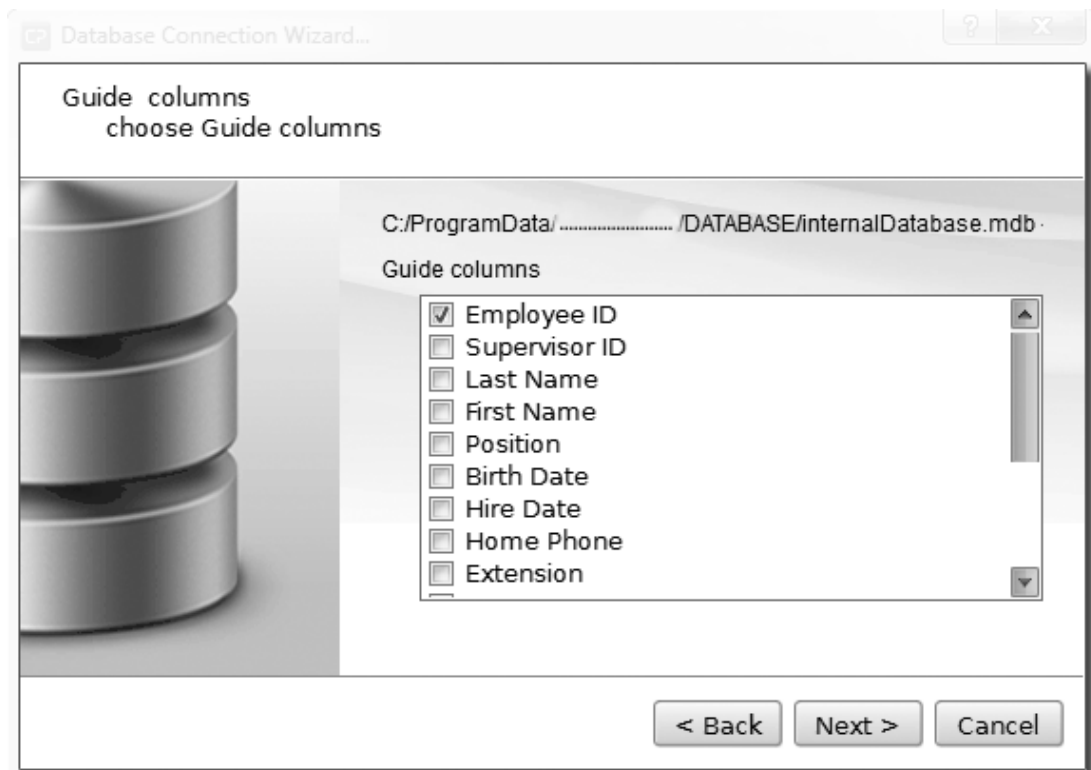 Database Connection Wizard...
Guide columns
choose Guide columns
C:/ProgramData/ ........................ /DATABASE/internalDatabase.mdb -
Guide columns
Employee ID
Supervisor ID
Last Name
First Name
Position
Birth Date
Hire Date
Home Phone
Extension
< Back Next > Cancel